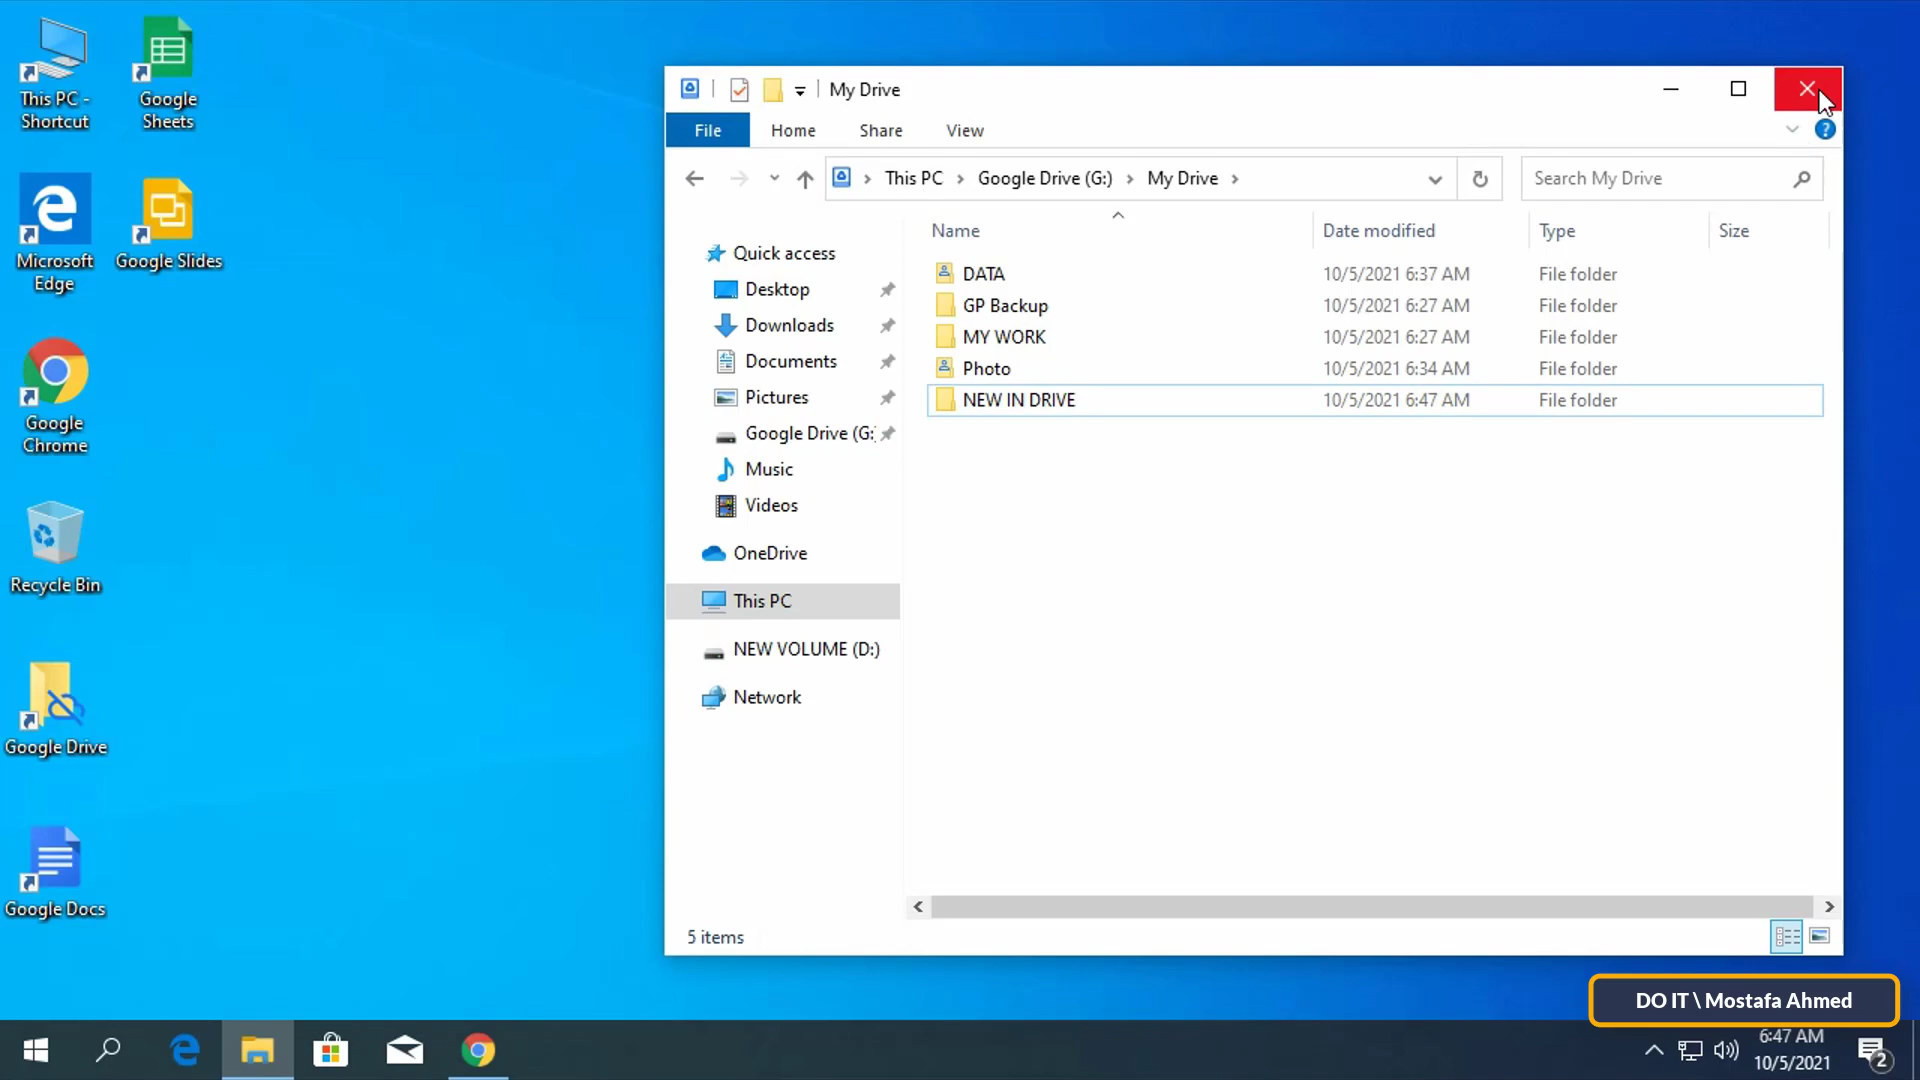 This PC -
Shortcut
Google
Sheets
Microsoft
Edge
Google Slides
Google
Chrome
Recycle Bin
Google Drive
Google Docs
My Drive
File
Home
Share
View
?
This PC
Google Drive (G:)
My Drive
Search My Drive
Name
Date modified
Type
Size
Quick access
Desktop
Downloads
Documents
Pictures
Google Drive (G:
Music
Videos
OneDrive
This PC
NEW VOLUME (D:)
Network
DATA 10/5/2021 6:37 AM File folder
GP Backup 10/5/2021 6:27 AM File folder
MY WORK 10/5/2021 6:27 AM File folder
Photo 10/5/2021 6:34 AM File folder
NEW IN DRIVE 10/5/2021 6:47 AM File folder
5 items
DO IT \ Mostafa Ahmed
6:47 AM
10/5/2021
2